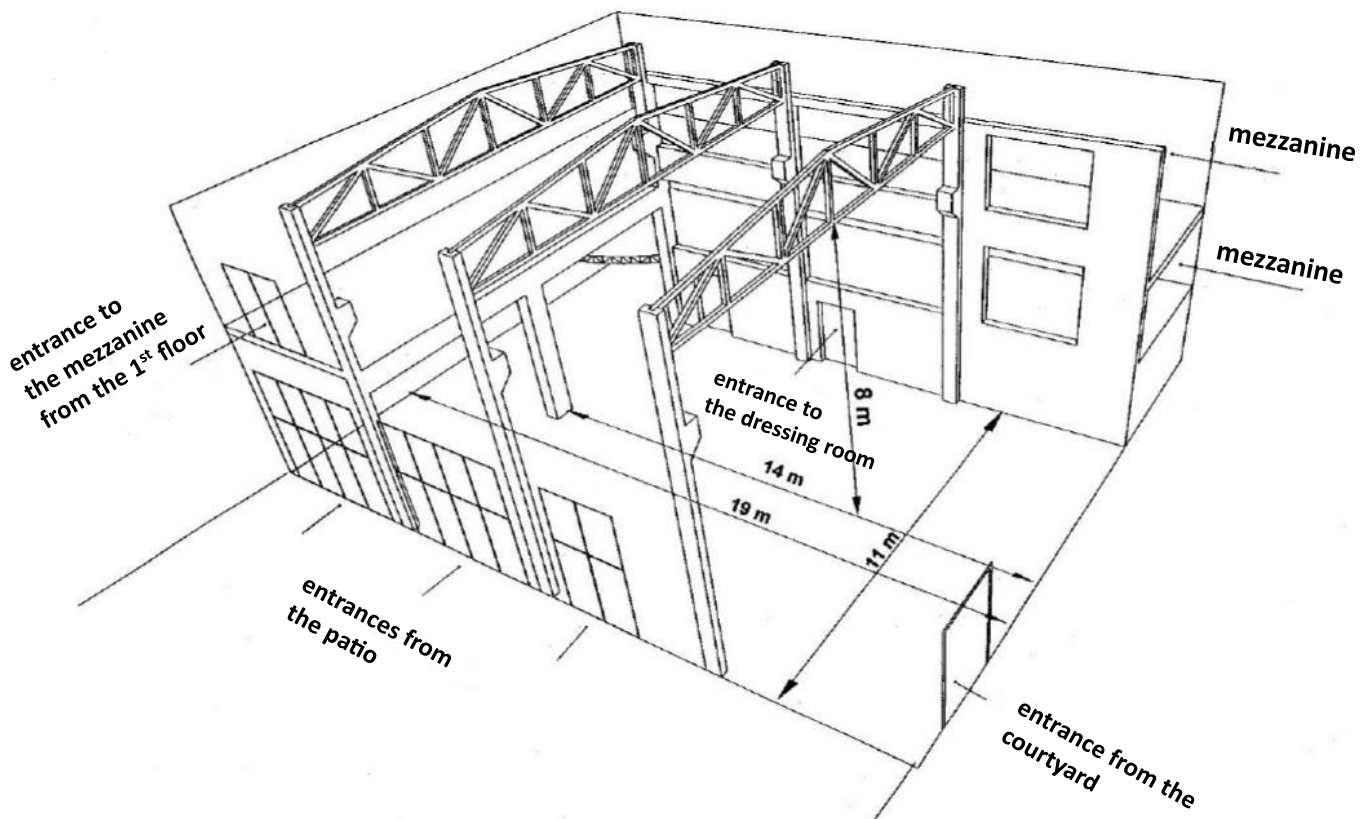 mezzanine
mezzanine
entrance to
the mezzanine
from the 1st floor
entrance to
the dressing room
8 m
14 m
19 m
11 m
entrances from
the patio
entrance from the
courtyard